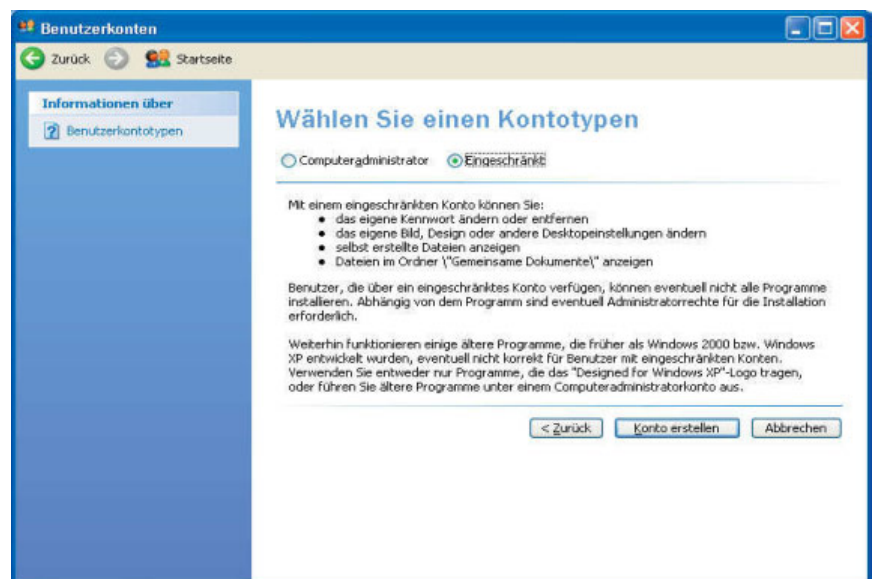 Benutzerkonten
Zurück Startseite
Informationen über
Benutzerkontotypen
Wählen Sie einen Kontotypen
Computeradministrator Eingeschränkt
Mit einem eingeschränkten Konto können Sie:
• das eigene Kennwort ändern oder entfernen
• das eigene Bild, Design oder andere Desktopeinstellungen ändern
• selbst erstellte Dateien anzeigen
• Dateien im Ordner \"Gemeinsame Dokumente\" anzeigen
Benutzer, die über ein eingeschränktes Konto verfügen, können eventuell nicht alle Programme
installieren. Abhängig von dem Programm sind eventuell Administratorrechte für die Installation
erforderlich.
Weiterhin funktionieren einige ältere Programme, die früher als Windows 2000 bzw. Windows
XP entwickelt wurden, eventuell nicht korrekt für Benutzer mit eingeschränkten Konten.
Verwenden Sie entweder nur Programme, die das "Designed for Windows XP"-Logo tragen,
oder führen Sie ältere Programme unter einem Computeradministratorkonto aus.
< Zurück Konto erstellen Abbrechen